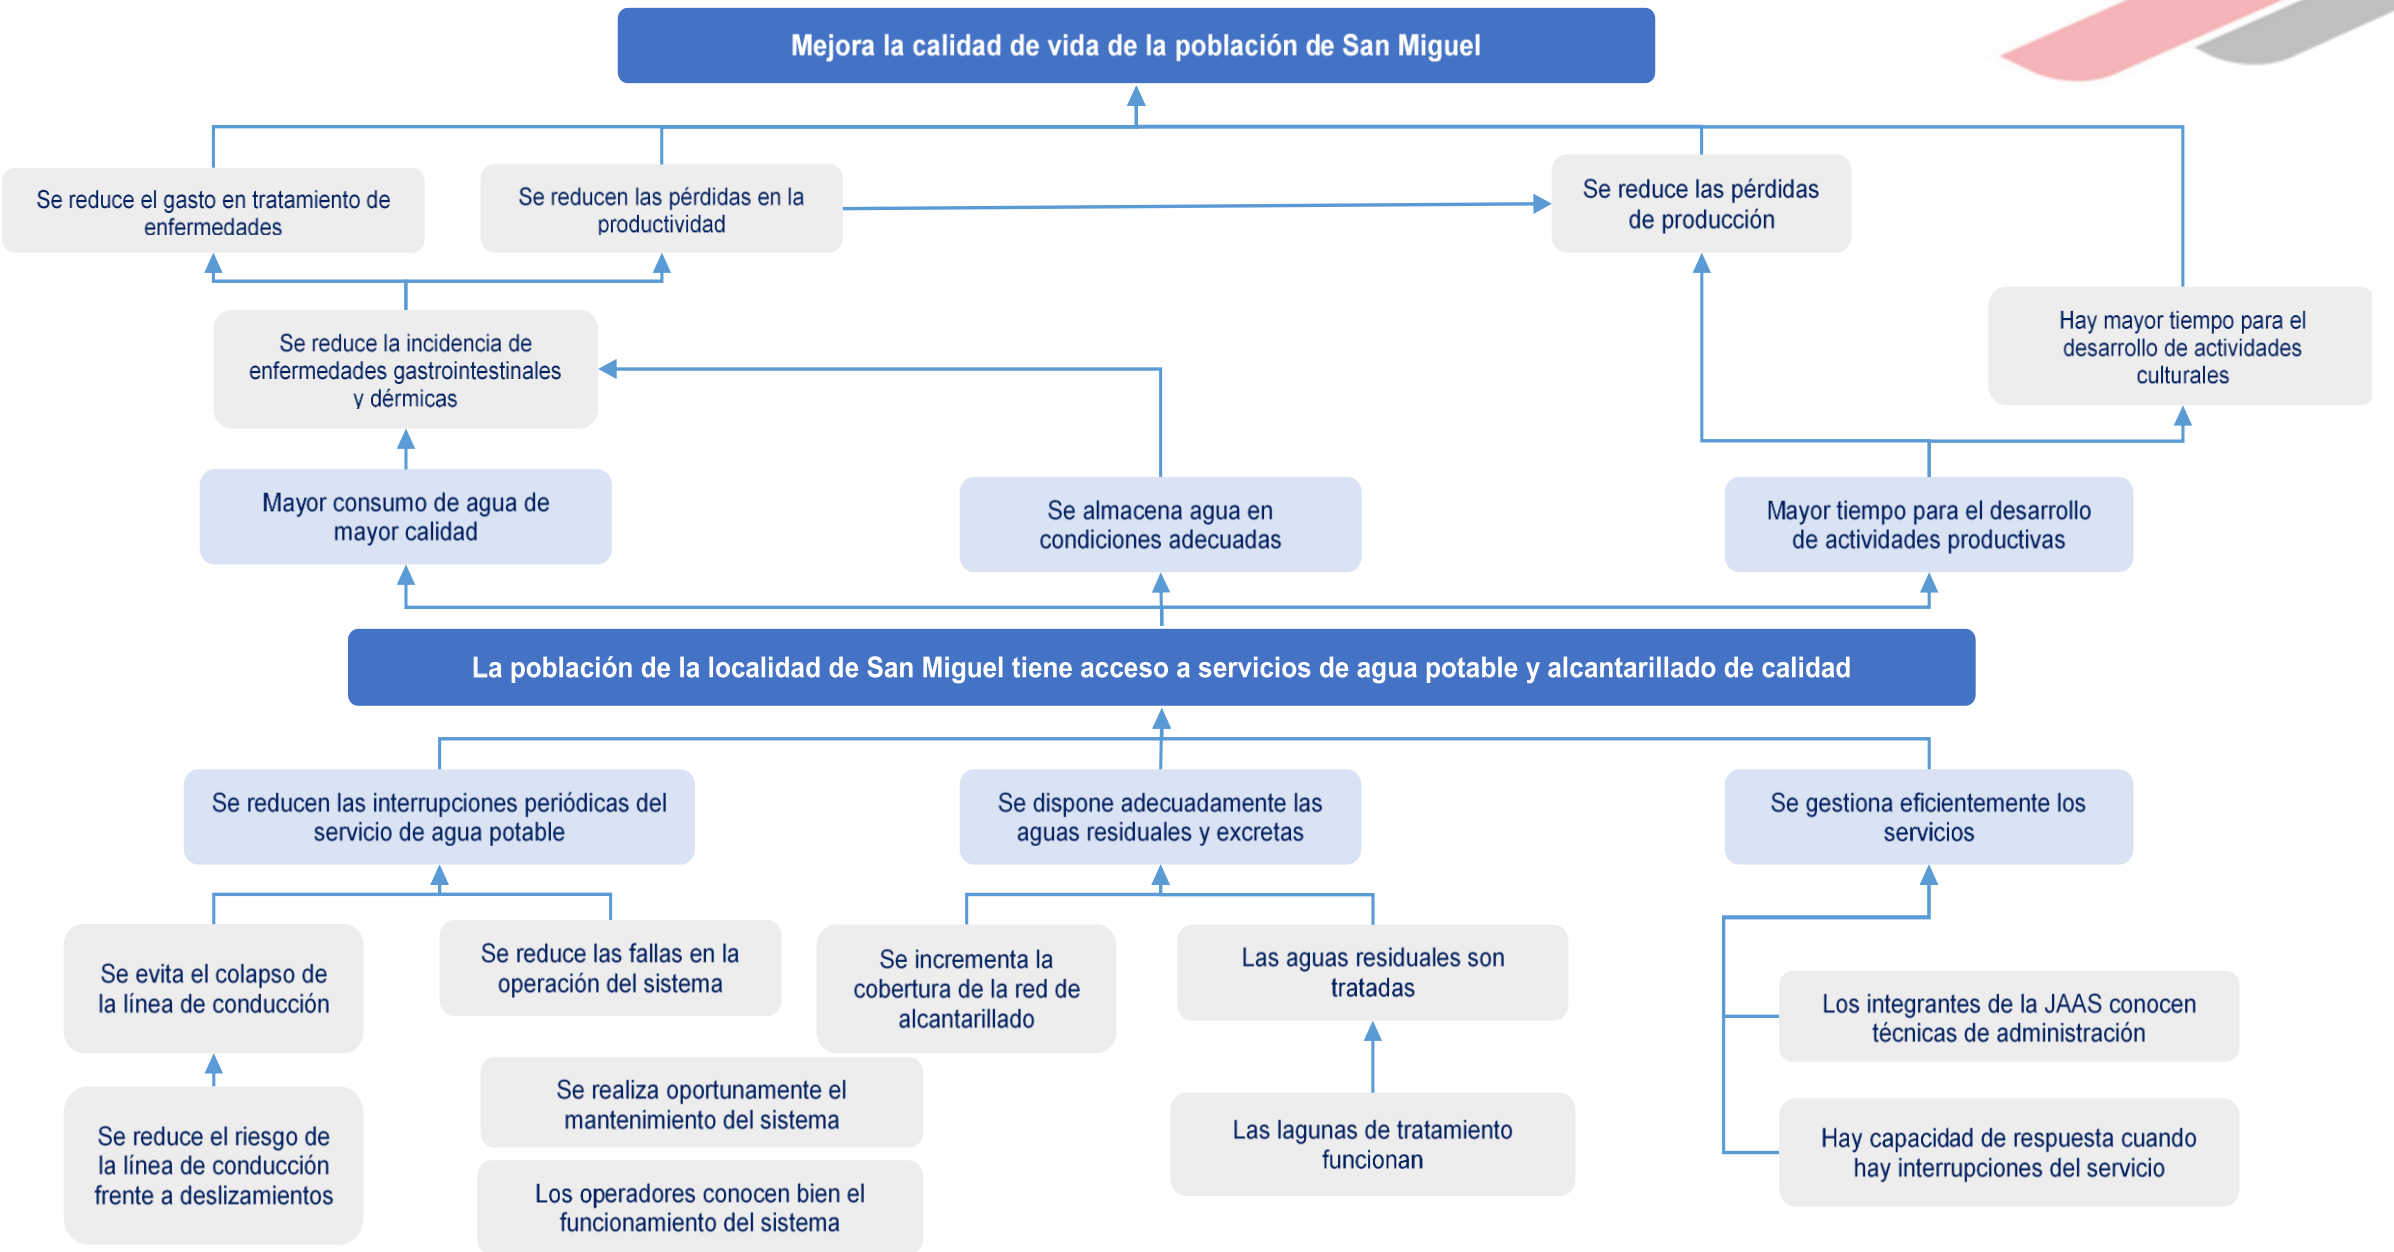 Mejora la calidad de vida de la población de San Miguel
Se reduce el gasto en tratamiento de
enfermedades
Se reducen las pérdidas en la
productividad
Se reduce las pérdidas
de producción
Se reduce la incidencia de
enfermedades gastrointestinales
y dérmicas
Hay mayor tiempo para el
desarrollo de actividades
culturales
Mayor consumo de agua de
mayor calidad
Se almacena agua en
condiciones adecuadas
Mayor tiempo para el desarrollo
de actividades productivas
La población de la localidad de San Miguel tiene acceso a servicios de agua potable y alcantarillado de calidad
Se reducen las interrupciones periódicas del
servicio de agua potable
Se dispone adecuadamente las
aguas residuales y excretas
Se gestiona eficientemente los
servicios
Se evita el colapso de
la línea de conducción
Se reduce las fallas en la
operación del sistema
Se incrementa la
cobertura de la red de
alcantarillado
Las aguas residuales son
tratadas
Los integrantes de la JAAS conocen
técnicas de administración
Se reduce el riesgo de
la línea de conducción
frente a deslizamientos
Se realiza oportunamente el
mantenimiento del sistema
Los operadores conocen bien el
funcionamiento del sistema
Las lagunas de tratamiento
funcionan
Hay capacidad de respuesta cuando
hay interrupciones del servicio